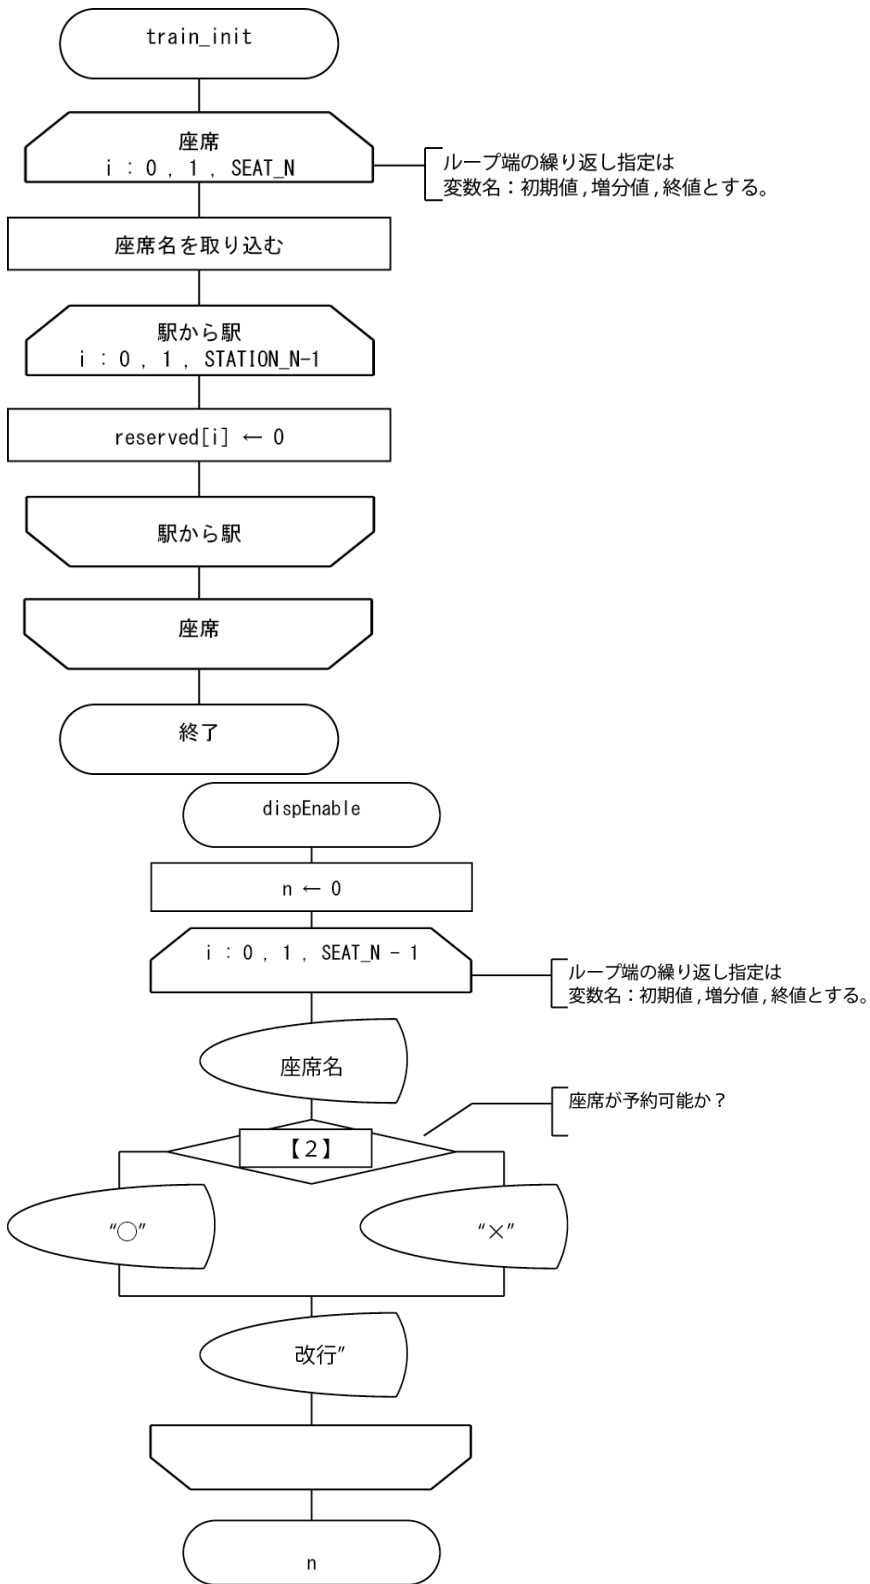 train_init
座席
i : 0 , 1 , SEAT_N
ループ端の繰り返し指定は
変数名：初期値 , 増分値 , 終値とする。
座席名を取り込む
駅から駅
i : 0 , 1 , STATION_N-1
reserved[i] ← 0
駅から駅
座席
終了
dispEnable
n ← 0
i : 0 , 1 , SEAT_N - 1
ループ端の繰り返し指定は
変数名：初期値 , 増分値 , 終値とする。
座席名
座席が予約可能か？
【２】
“○”
“×”
改行”
n